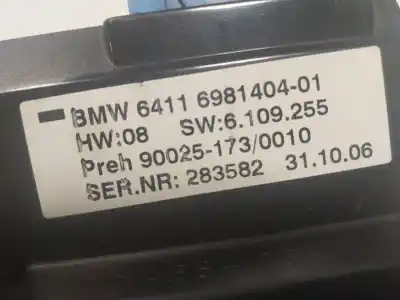 BMW 6411 6981404-01
HW:08 SW:6.109.255
Preh 90025-173/0010
SER.NR: 283582 31.10.06